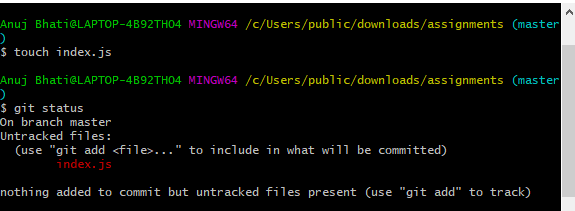 Anuj Bhati@LAPTOP-4B92TH04 MINGW64 /c/Users/public/downloads/assignments (master
)
$ touch index.js
Anuj Bhati@LAPTOP-4B92TH04 MINGW64 /c/Users/public/downloads/assignments (master
)
$ git status
On branch master
Untracked files:
  (use "git add <file>..." to include in what will be committed)
        index.js
nothing added to commit but untracked files present (use "git add" to track)